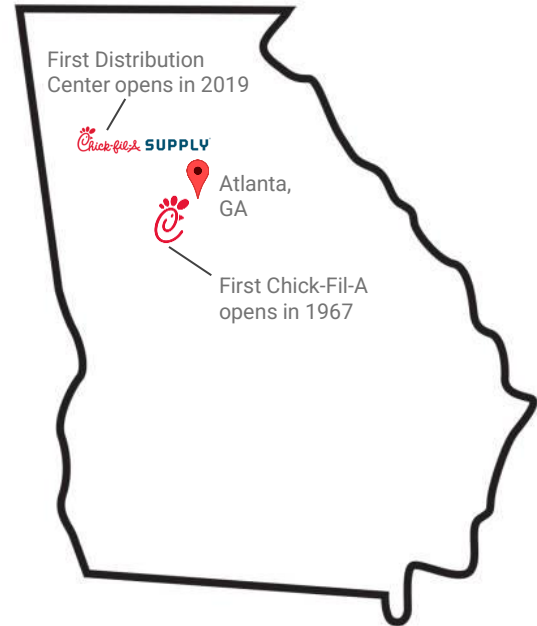 First Distribution
Center opens in 2019
Chick-fil-A SUPPLY
Atlanta,
GA
First Chick-Fil-A
opens in 1967